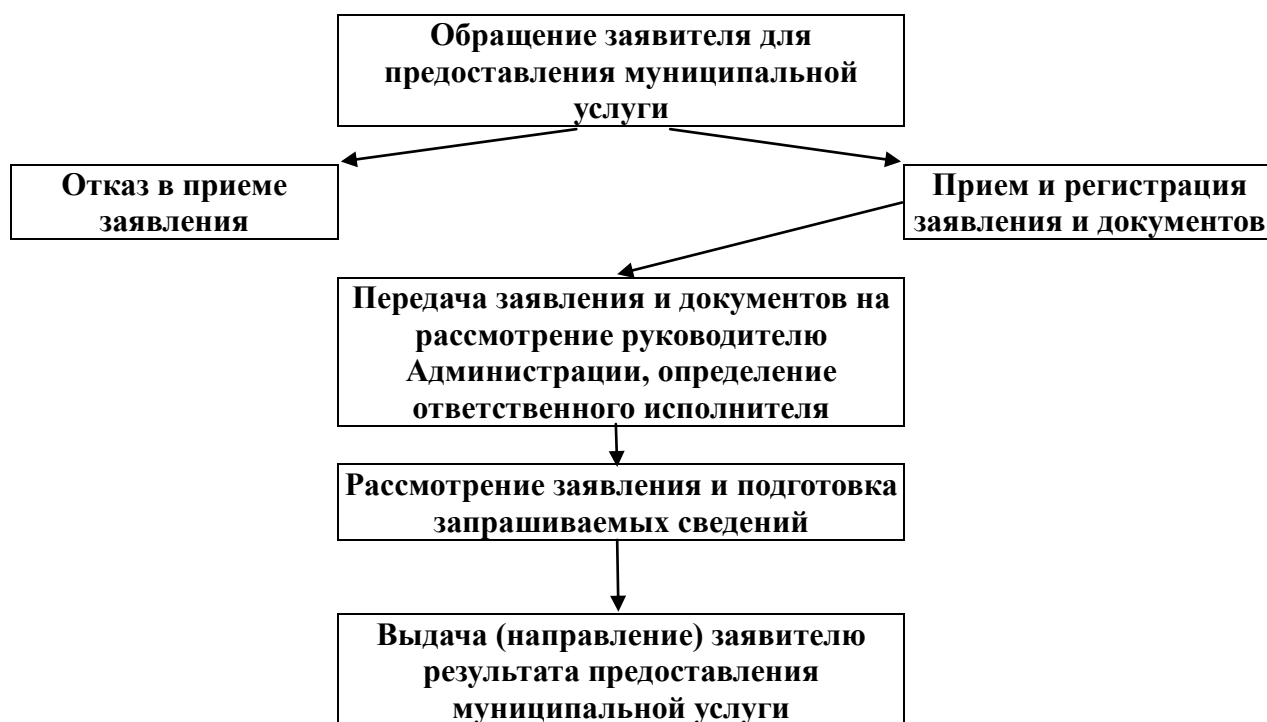 Обращение заявителя для
предоставления муниципальной
услуги
Отказ в приеме
заявления
Прием и регистрация
заявления и документов
Передача заявления и документов на
рассмотрение руководителю
Администрации, определение
ответственного исполнителя
Рассмотрение заявления и подготовка
запрашиваемых сведений
Выдача (направление) заявителю
результата предоставления
муниципальной услуги